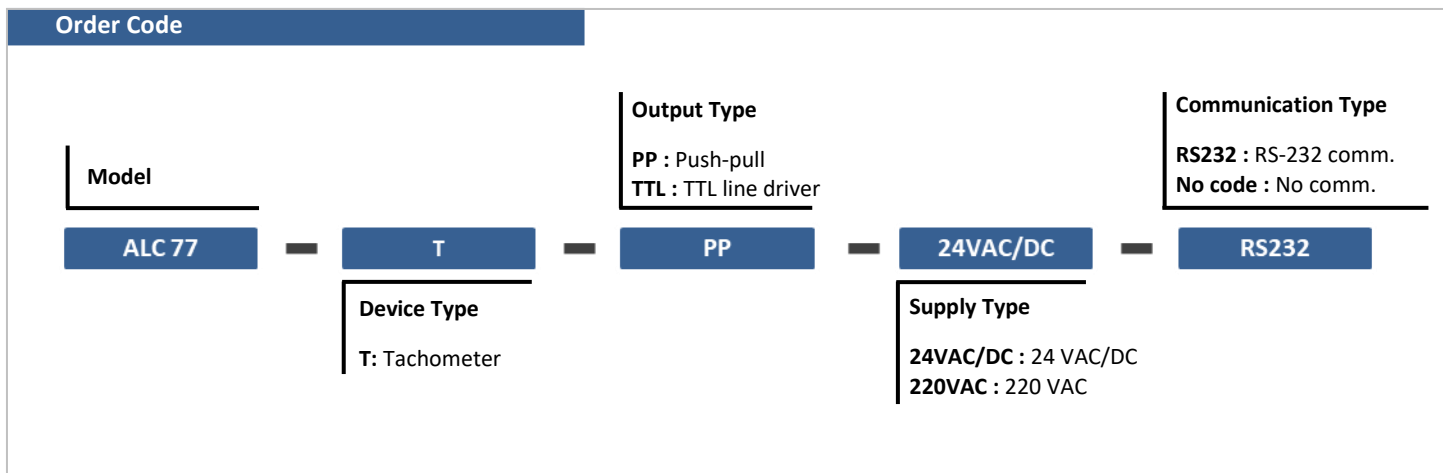 Order Code
Model
Output Type
PP : Push-pull
TTL : TTL line driver
Communication Type
RS232 : RS-232 comm.
No code : No comm.
ALC 77 - T - PP - 24VAC/DC - RS232
Device Type
T: Tachometer
Supply Type
24VAC/DC : 24 VAC/DC
220VAC : 220 VAC